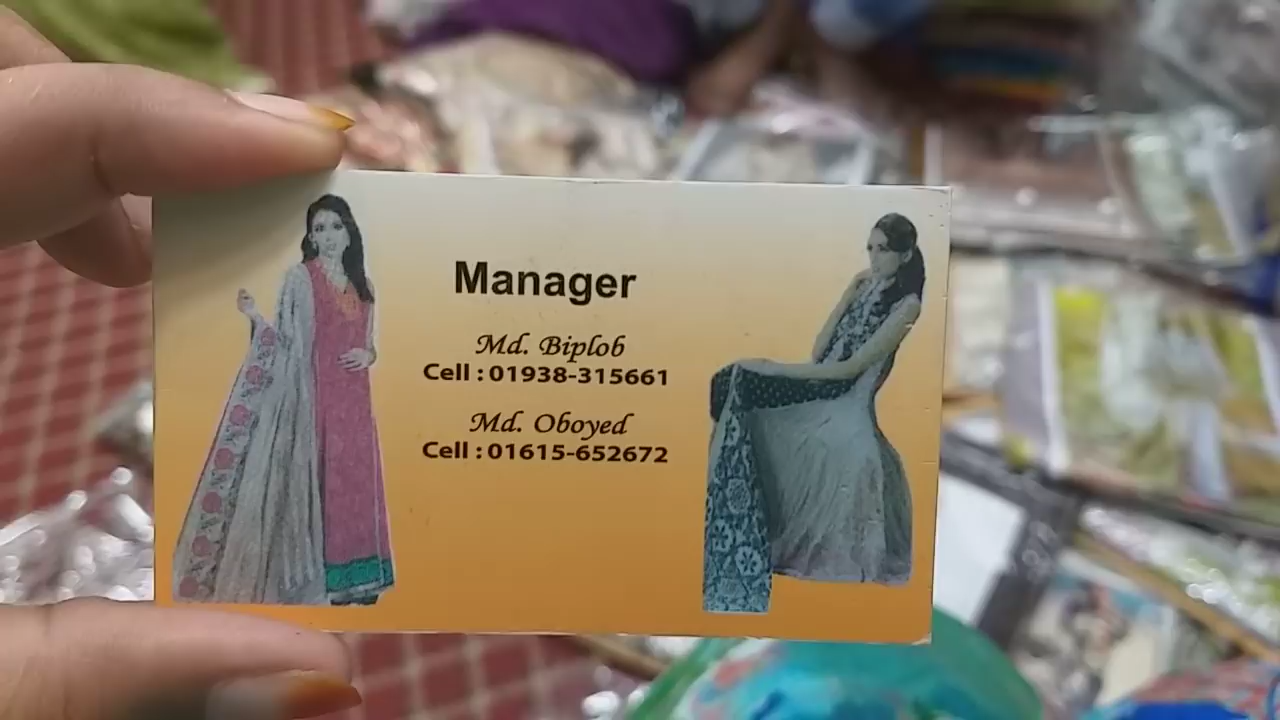 Manager
Md. Biplob
Cell : 01938-315661
Md. Oboyed
Cell : 01615-652672